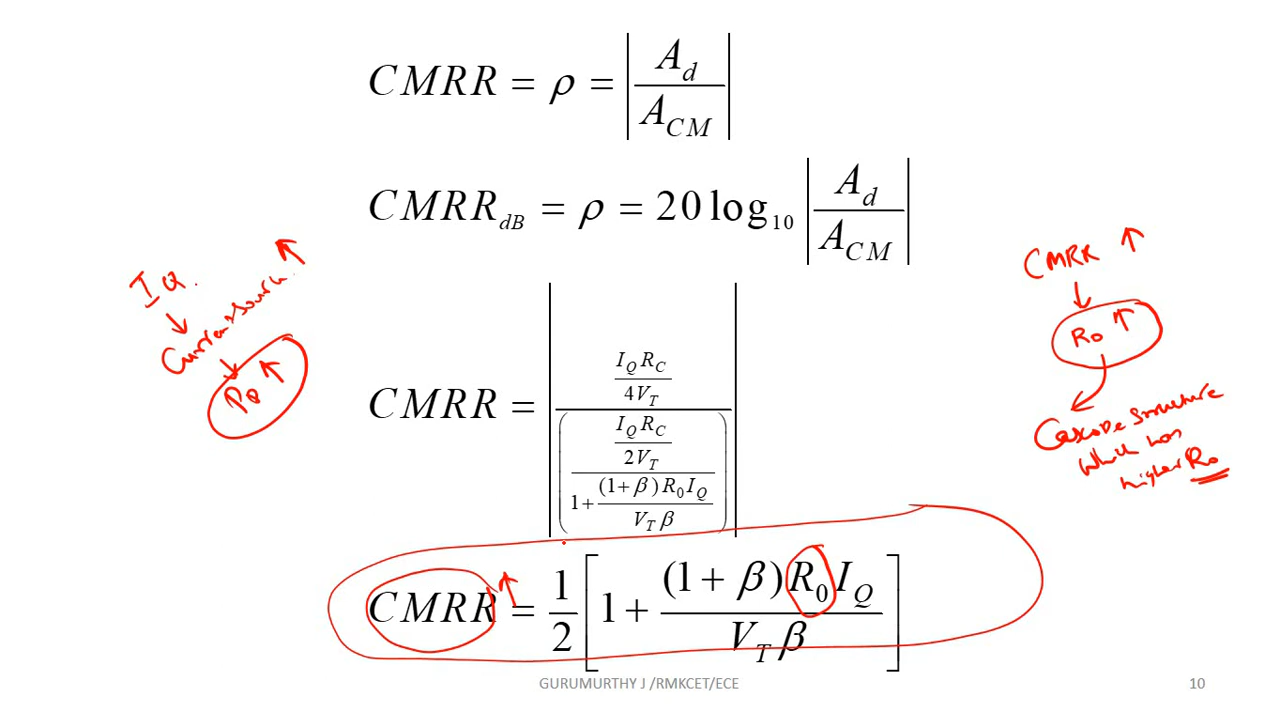 CMRR = ρ = |A_d / A_CM|
CMRR_dB = ρ = 20 log_10 |A_d / A_CM|
CMRR = |(I_Q R_C / 4V_T) / ((I_Q R_C / 2V_T) / (1 + (1 + β) R_0 I_Q / V_T β))|
CMRR ↑ = 1/2 [1 + (1 + β) R_0 I_Q / V_T β]
IQ.
↓
Current source ↑
↓
R0 ↑
CMRR ↑
↓
Ro ↑
Cascode structure
which has
higher Ro
GURUMURTHY J /RMKCET/ECE
10